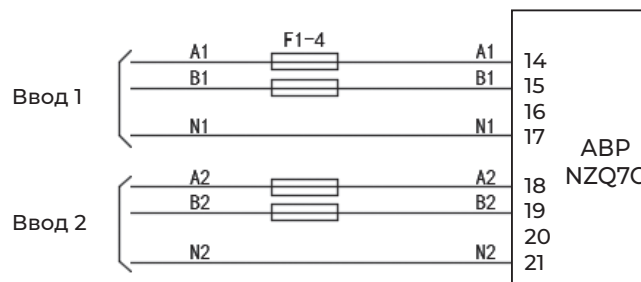 F1-4
A1 A1 14
B1 B1 15
Ввод 1
16
N1 N1 17
АВР
NZQ7C
A2 A2 18
B2 B2 19
Ввод 2
20
N2 N2 21